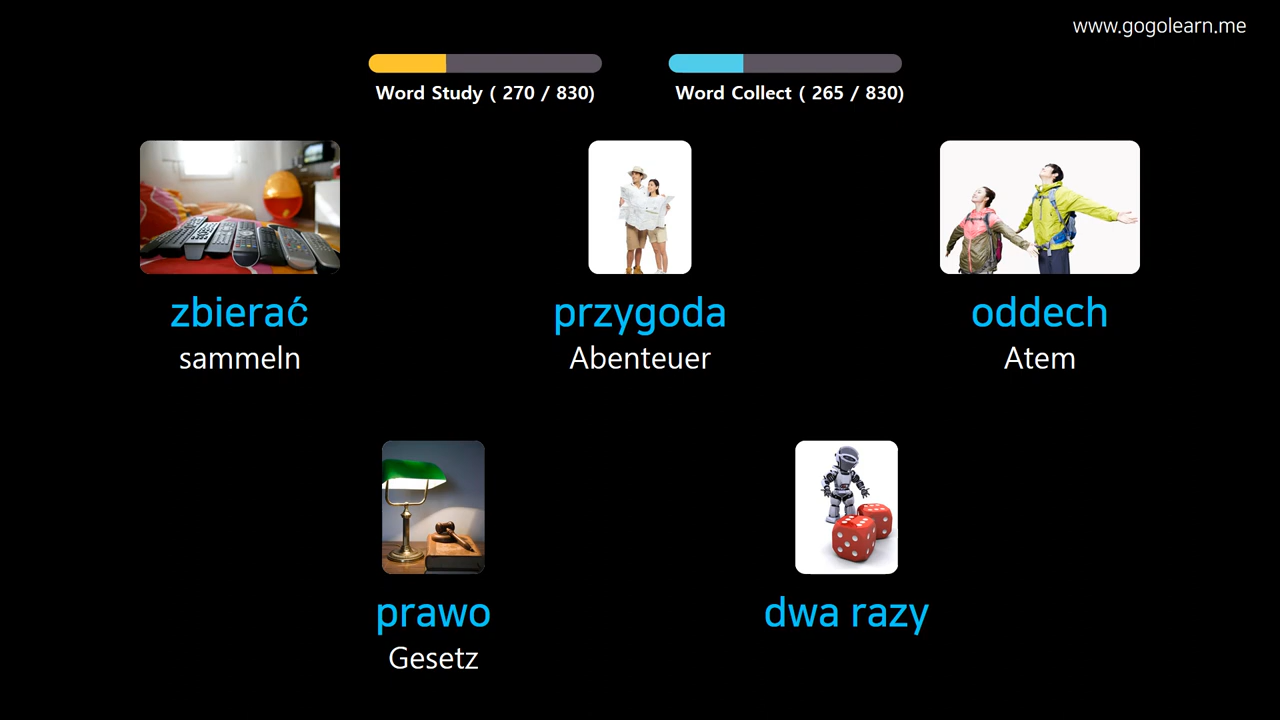 www.gogolearn.me
Word Study ( 270 / 830)
Word Collect ( 265 / 830)
zbierać
sammeln
przygoda
Abenteuer
oddech
Atem
prawo
Gesetz
dwa razy